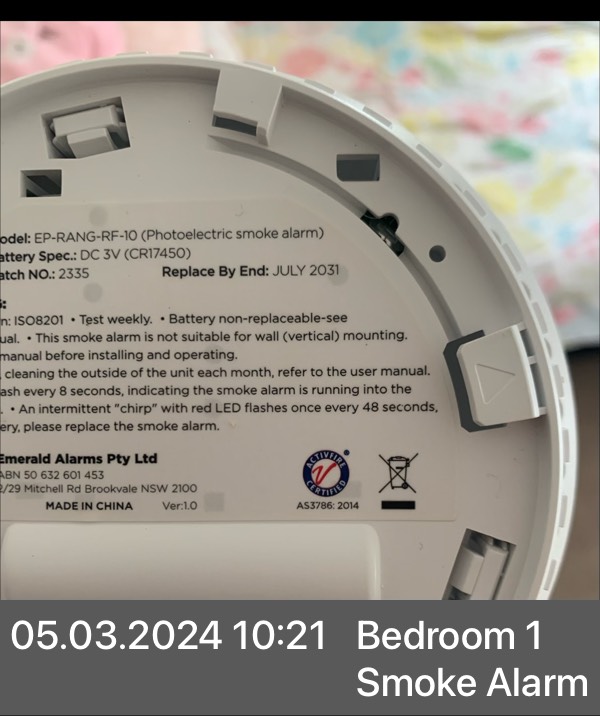 odel: EP-RANG-RF-10 (Photoelectric smoke alarm)
attery Spec.: DC 3V (CR17450)
atch NO.: 2335 Replace By End: JULY 2031
s:
n: ISO8201 • Test weekly. • Battery non-replaceable-see
ual. • This smoke alarm is not suitable for wall (vertical) mounting.
manual before installing and operating.
cleaning the outside of the unit each month, refer to the user manual.
ash every 8 seconds, indicating the smoke alarm is running into the
. • An intermittent "chirp" with red LED flashes once every 48 seconds,
ery, please replace the smoke alarm.
Emerald Alarms Pty Ltd
ABN 50 632 601 453
2/29 Mitchell Rd Brookvale NSW 2100
MADE IN CHINA Ver:1.0
ACTIVFIRE
CERTIFIED
AS3786: 2014
05.03.2024 10:21 Bedroom 1
Smoke Alarm